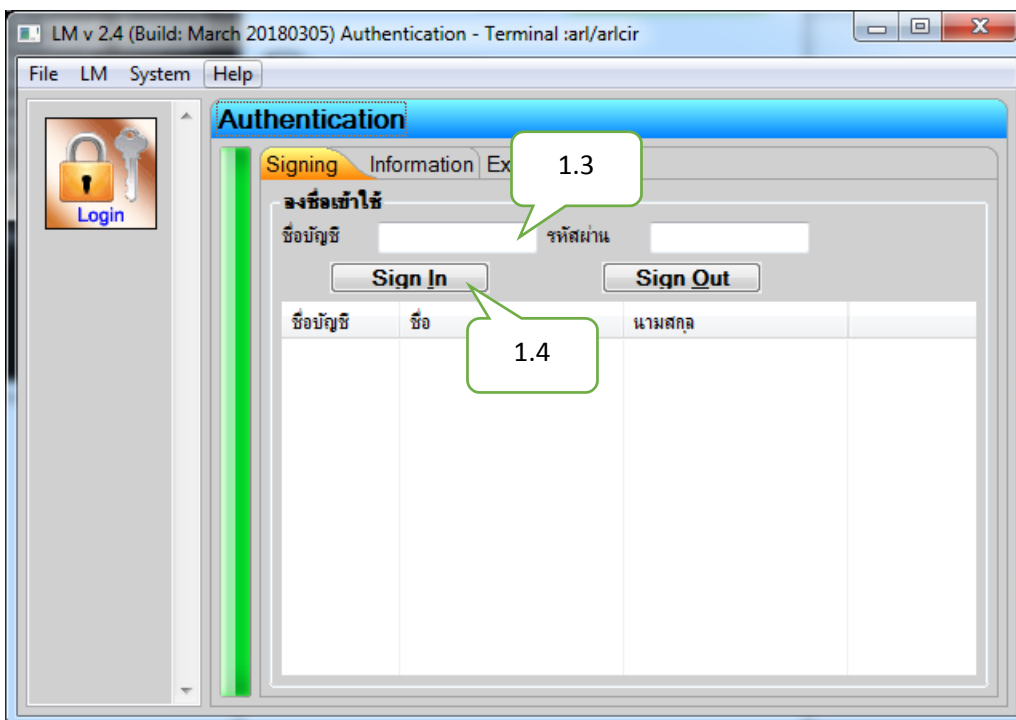 LM v 2.4 (Build: March 20180305) Authentication - Terminal :arl/arlcir
File LM System Help
Login
Authentication
Signing Information Ex
1.3
ลงชื่อเข้าใช้
ชื่อบัญชี รหัสผ่าน
Sign In Sign Out
ชื่อบัญชี ชื่อ นามสกุล
1.4